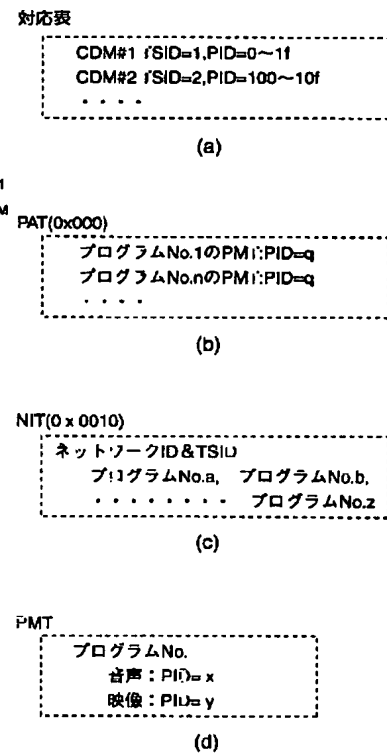 対応表
CDM#1 TSID=1,PID=0～1f
CDM#2 TSID=2,PID=100～10f
・・・・
(a)
PAT(0x000)
プログラムNo.1のPMT:PID=q
プログラムNo.nのPMT:PID=q
・・・・
(b)
NIT(0x0010)
ネットワークID&TSID
プログラムNo.a, プログラムNo.b,
・・・・・・・・ プログラムNo.z
(c)
PMT
プログラムNo.
音声：PID=x
映像：PID=y
(d)